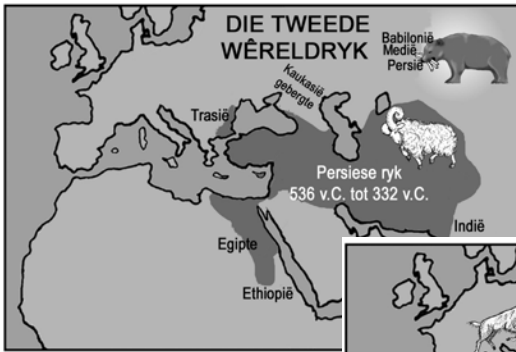 DIE TWEEDE
WÊRELDRYK
Babilonië
Medië
Persië
Kaukasië
gebergte
Trasië
Persiese ryk
536 v.C. tot 332 v.C.
Indië
Egipte
Ethiopië